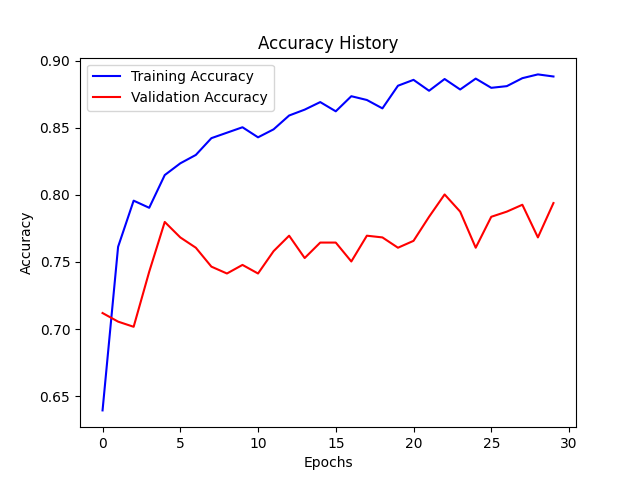 Accuracy History
Training Accuracy
Validation Accuracy
0.90
0.85
0.80
0.75
0.70
0.65
Accuracy
0 5 10 15 20 25 30
Epochs